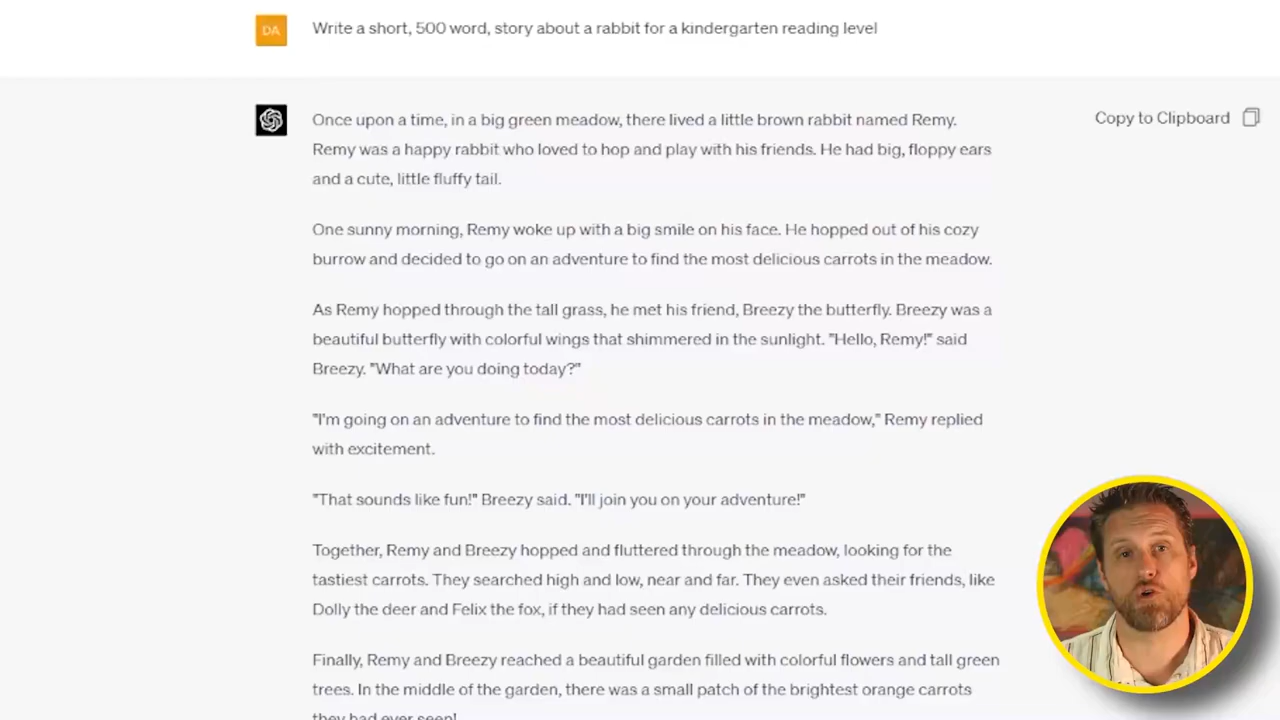 DA
Write a short, 500 word, story about a rabbit for a kindergarten reading level
Copy to Clipboard
Once upon a time, in a big green meadow, there lived a little brown rabbit named Remy.
Remy was a happy rabbit who loved to hop and play with his friends. He had big, floppy ears
and a cute, little fluffy tail.
One sunny morning, Remy woke up with a big smile on his face. He hopped out of his cozy
burrow and decided to go on an adventure to find the most delicious carrots in the meadow.
As Remy hopped through the tall grass, he met his friend, Breezy the butterfly. Breezy was a
beautiful butterfly with colorful wings that shimmered in the sunlight. "Hello, Remy!" said
Breezy. "What are you doing today?"
"I'm going on an adventure to find the most delicious carrots in the meadow," Remy replied
with excitement.
"That sounds like fun!" Breezy said. "I'll join you on your adventure!"
Together, Remy and Breezy hopped and fluttered through the meadow, looking for the
tastiest carrots. They searched high and low, near and far. They even asked their friends, like
Dolly the deer and Felix the fox, if they had seen any delicious carrots.
Finally, Remy and Breezy reached a beautiful garden filled with colorful flowers and tall green
trees. In the middle of the garden, there was a small patch of the brightest orange carrots
they had ever seen!